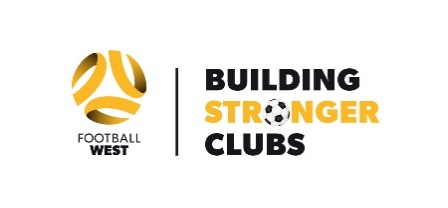 FOOTBALL
WEST
BUILDING
STRONGER
CLUBS